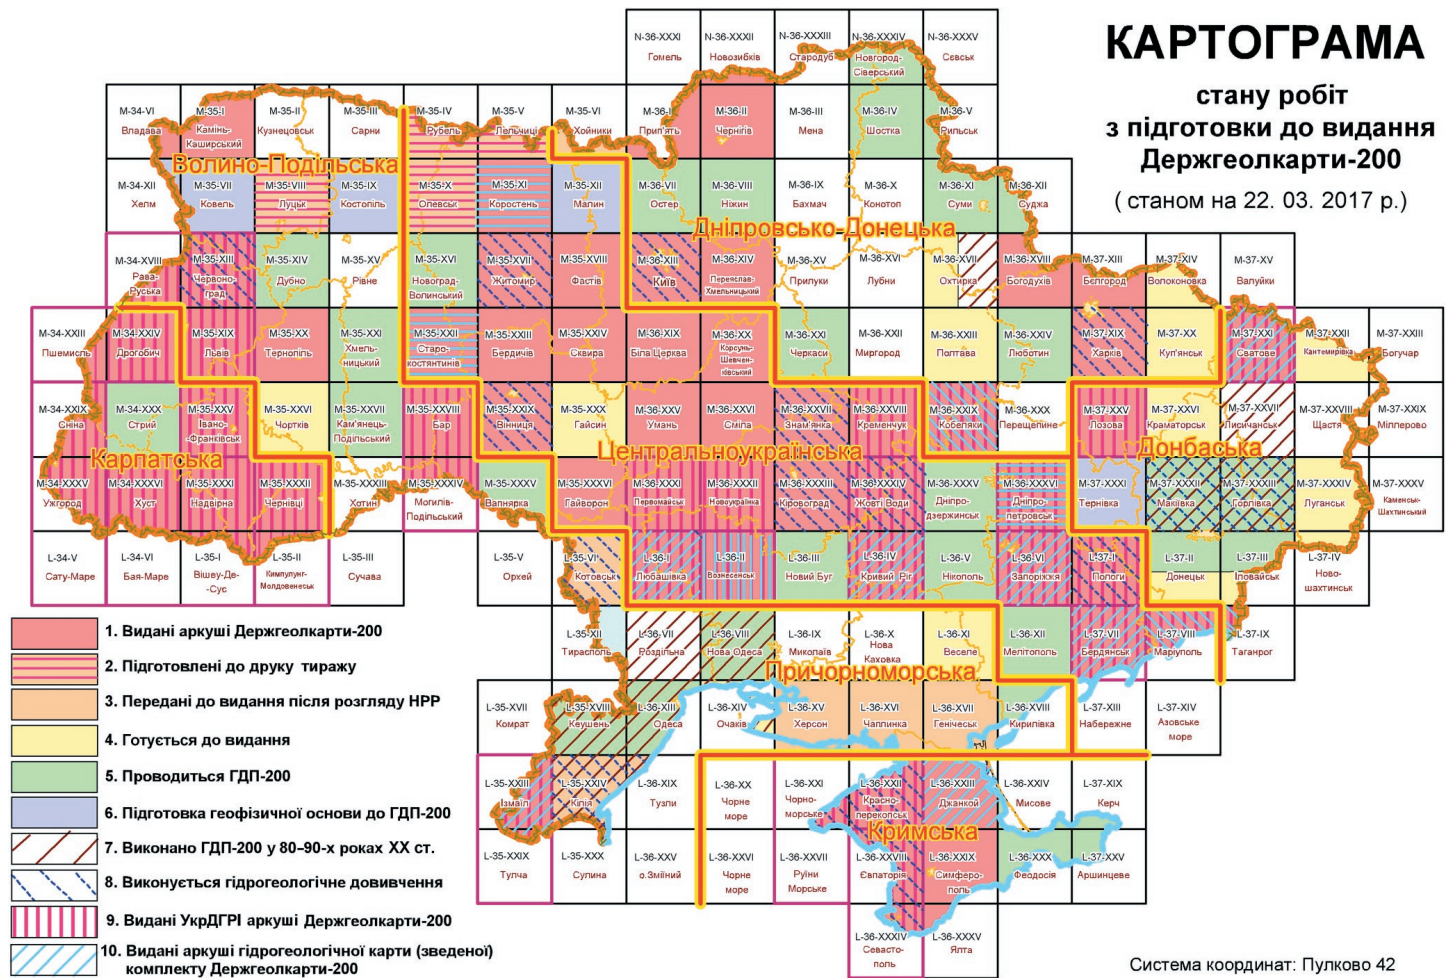 КАРТОГРАМА
стану робіт
з підготовки до видання
Держгеолкарти-200
( станом на 22. 03. 2017 р.)
N-36-XXXI N-36-XXXII N-36-XXXIII N-36-XXXIV N-36-XXXV
Гомель Новозибків Стародуб Новгород-Сіверський Сєвськ
M-34-VI M-35-I M-35-II M-35-III M-35-IV M-35-V M-35-VI M-36-I M-36-II M-36-III M-36-IV M-36-V
Владава Камінь-Каширський Кузнецовськ Сарни Рубель Лельчиці Хойники Прип'ять Чернігів Мена Шостка Рильськ
Волино-Подільська
M-34-XII M-35-VII M-35-VIII M-35-IX M-35-X M-35-XI M-35-XII M-36-VII M-36-VIII M-36-IX M-36-X M-36-XI M-36-XII
Хелм Ковель Луцьк Костопіль Олевськ Коростень Малин Остер Ніжин Бахмач Конотоп Суми Суджа
Дніпровсько-Донецька
M-34-XVIII M-35-XIII M-35-XIV M-35-XV M-35-XVI M-35-XVII M-35-XVIII M-36-XIII M-36-XIV M-36-XV M-36-XVI M-36-XVII M-36-XVIII M-37-XIII M-37-XIV M-37-XV
Рава-Руська Червоно-град Дубно Рівне Новоград-Волинський Житомир Фастів Київ Переяслав-Хмельницький Прилуки Лубни Охтирка Богодухів Бєлгород Волоконовка Валуйки
M-34-XXIII M-34-XXIV M-35-XIX M-35-XX M-35-XXI M-35-XXII M-35-XXIII M-35-XXIV M-36-XIX M-36-XX M-36-XXI M-36-XXII M-36-XXIII M-36-XXIV M-37-XIX M-37-XX M-37-XXI M-37-XXII M-37-XXIII
Пшемисль Дрогобич Львів Тернопіль Хмель-ницький Старо-костянтинів Бердичів Сквира Біла Церква Корсунь-Шевчен-ківський Черкаси Миргород Полтава Люботин Харків Куп'янськ Сватове Кантемирівка Богучар
M-34-XXIX M-34-XXX M-35-XXV M-35-XXVI M-35-XXVII M-35-XXVIII M-35-XXIX M-35-XXX M-36-XXV M-36-XXVI M-36-XXVII M-36-XXVIII M-36-XXIX M-36-XXX M-37-XXV M-37-XXVI M-37-XXVII M-37-XXVIII M-37-XXIX
Сніна Стрий Івано-Франківськ Чортків Кам'янець-Подільський Бар Вінниця Гайсин Умань Сміла Знам'янка Кременчук Кобеляки Перещепине Лозова Краматорськ Лисичанськ Щастя Міллерово
Карпатська Центральноукраїнська Донбаська
M-34-XXXV M-34-XXXVI M-35-XXXI M-35-XXXII M-35-XXXIII M-35-XXXIV M-35-XXXV M-35-XXXVI M-36-XXXI M-36-XXXII M-36-XXXIII M-36-XXXIV M-36-XXXV M-36-XXXVI M-37-XXXI M-37-XXXII M-37-XXXIII M-37-XXXIV M-37-XXXV
Ужгород Хуст Надвірна Чернівці Хотин Могилів-Подільський Вапнярка Гайворон Первомайськ Новоукраїнка Кіровоград Жовті Води Дніпро-дзержинськ Дніпро-петровськ Тернівка Макіївка Горлівка Луганськ Каменськ-Шахтинський
L-34-V L-34-VI L-35-I L-35-II L-35-III L-35-V L-35-VI L-36-I L-36-II L-36-III L-36-IV L-36-V L-36-VI L-37-I L-37-II L-37-III L-37-IV
Сату-Маре Бая-Маре Вішеу-Де-Сус Кимпулунг-Молдовенеськ Сучава Орхей Котовськ Любашівка Вознесенськ Новий Буг Кривий Ріг Нікополь Запоріжжя Пологи Донецьк Іловайськ Ново-шахтинськ
L-35-XII L-36-VII L-36-VIII L-36-IX L-36-X L-36-XI L-36-XII L-37-VII L-37-VIII L-37-IX
Тирасполь Роздільна Нова Одеса Миколаїв Нова Каховка Веселе Мелітополь Бердянськ Маріуполь Таганрог
Причорноморська
L-35-XVII L-35-XVIII L-36-XIII L-36-XIV L-36-XV L-36-XVI L-36-XVII L-36-XVIII L-37-XIII L-37-XIV
Комрат Кеушень Одеса Очаків Херсон Чаплинка Генічеськ Кирилівка Набережне Азовське море
L-35-XXIII L-35-XXIV L-36-XIX L-36-XX L-36-XXI L-36-XXII L-36-XXIII L-36-XXIV L-37-XIX
Ізмаїл Кілія Тузли Чорне море Чорно-морське Красно-перекопськ Джанкой Мисове Керч
Кримська
L-35-XXIX L-35-XXX L-36-XXV L-36-XXVI L-36-XXVII L-36-XXVIII L-36-XXIX L-36-XXX L-37-XXV
Тулча Сулина о.Зміїний Чорне море Руїни Морське Євпаторія Симферо-поль Феодосія Аршинцеве
L-36-XXXIV L-36-XXXV
Севасто-поль Ялта
1. Видані аркуші Держгеолкарти-200
2. Підготовлені до друку тиражу
3. Передані до видання після розгляду НРР
4. Готується до видання
5. Проводиться ГДП-200
6. Підготовка геофізичної основи до ГДП-200
7. Виконано ГДП-200 у 80-90-х роках ХХ ст.
8. Виконується гідрогеологічне довивчення
9. Видані УкрДГРІ аркуші Держгеолкарти-200
10. Видані аркуші гідрогеологічної карти (зведеної)
комплекту Держгеолкарти-200
Система координат: Пулково 42